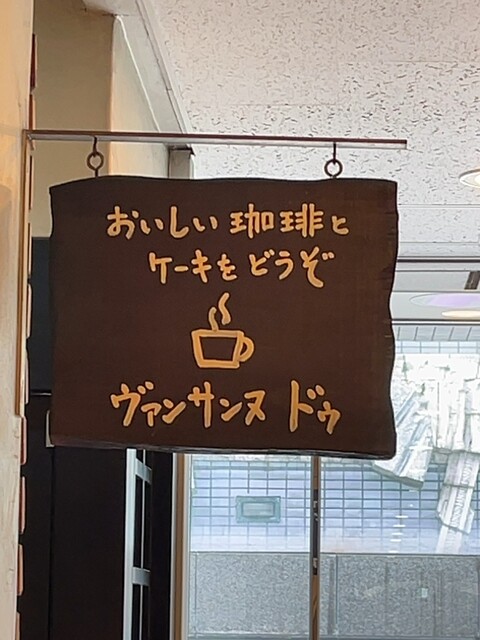 おいしい 珈琲と
ケーキをどうぞ
ヴァンサンヌ ドゥ